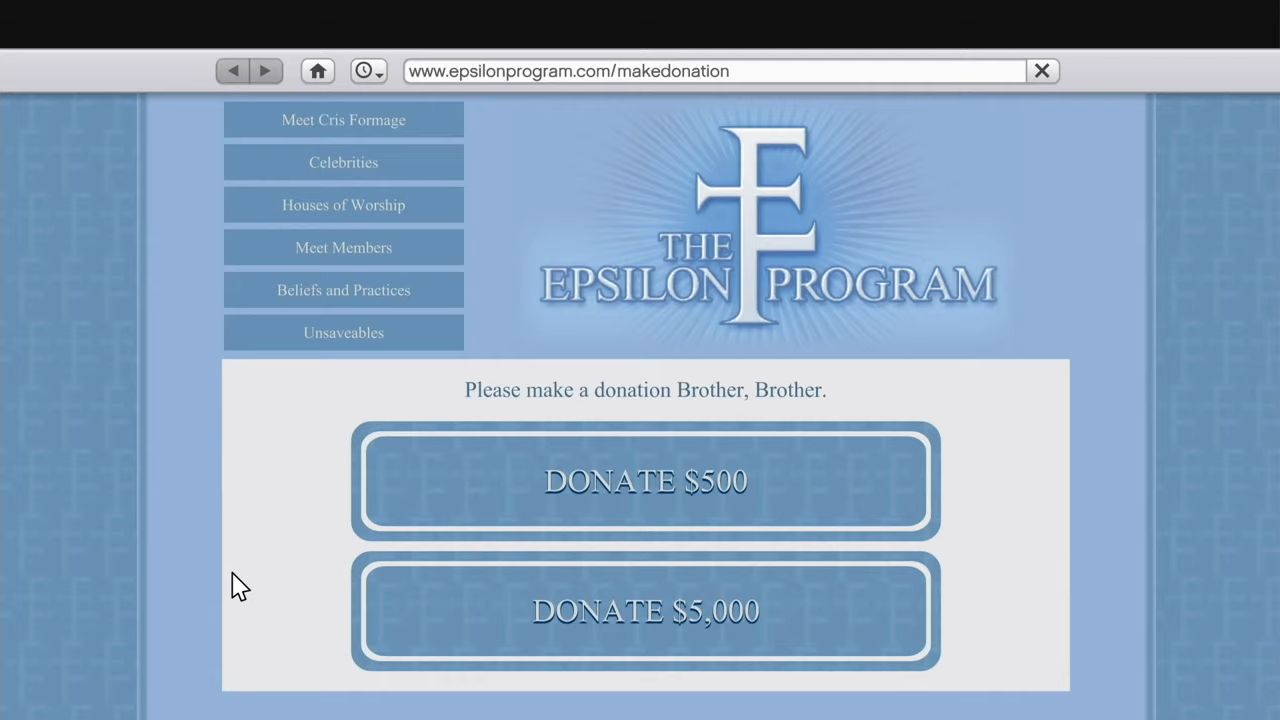 www.epsilonprogram.com/makedonation
Meet Cris Formage
Celebrities
Houses of Worship
Meet Members
Beliefs and Practices
Unsaveables
THE
EPSILON PROGRAM
Please make a donation Brother, Brother.
DONATE $500
DONATE $5,000